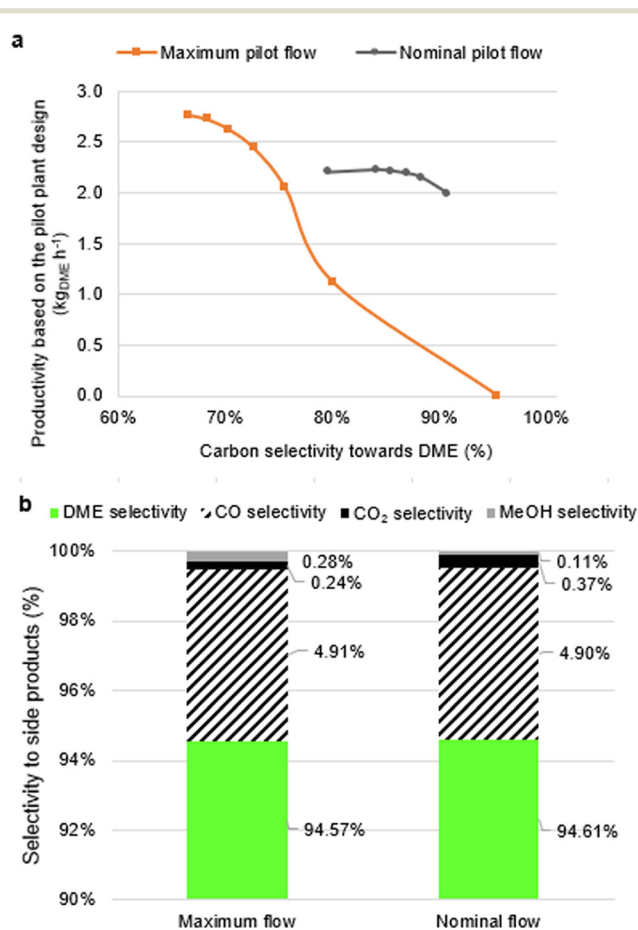 a
Maximum pilot flow Nominal pilot flow
Productivity based on the pilot plant design
(kg_DME h⁻¹)
3.0
2.5
2.0
1.5
1.0
0.5
0.0
60% 70% 80% 90% 100%
Carbon selectivity towards DME (%)
b
DME selectivity CO selectivity CO₂ selectivity MeOH selectivity
Selectivity to side products (%)
100%
98%
96%
94%
92%
90%
0.28%
0.24%
4.91%
94.57%
0.11%
0.37%
4.90%
94.61%
Maximum flow Nominal flow